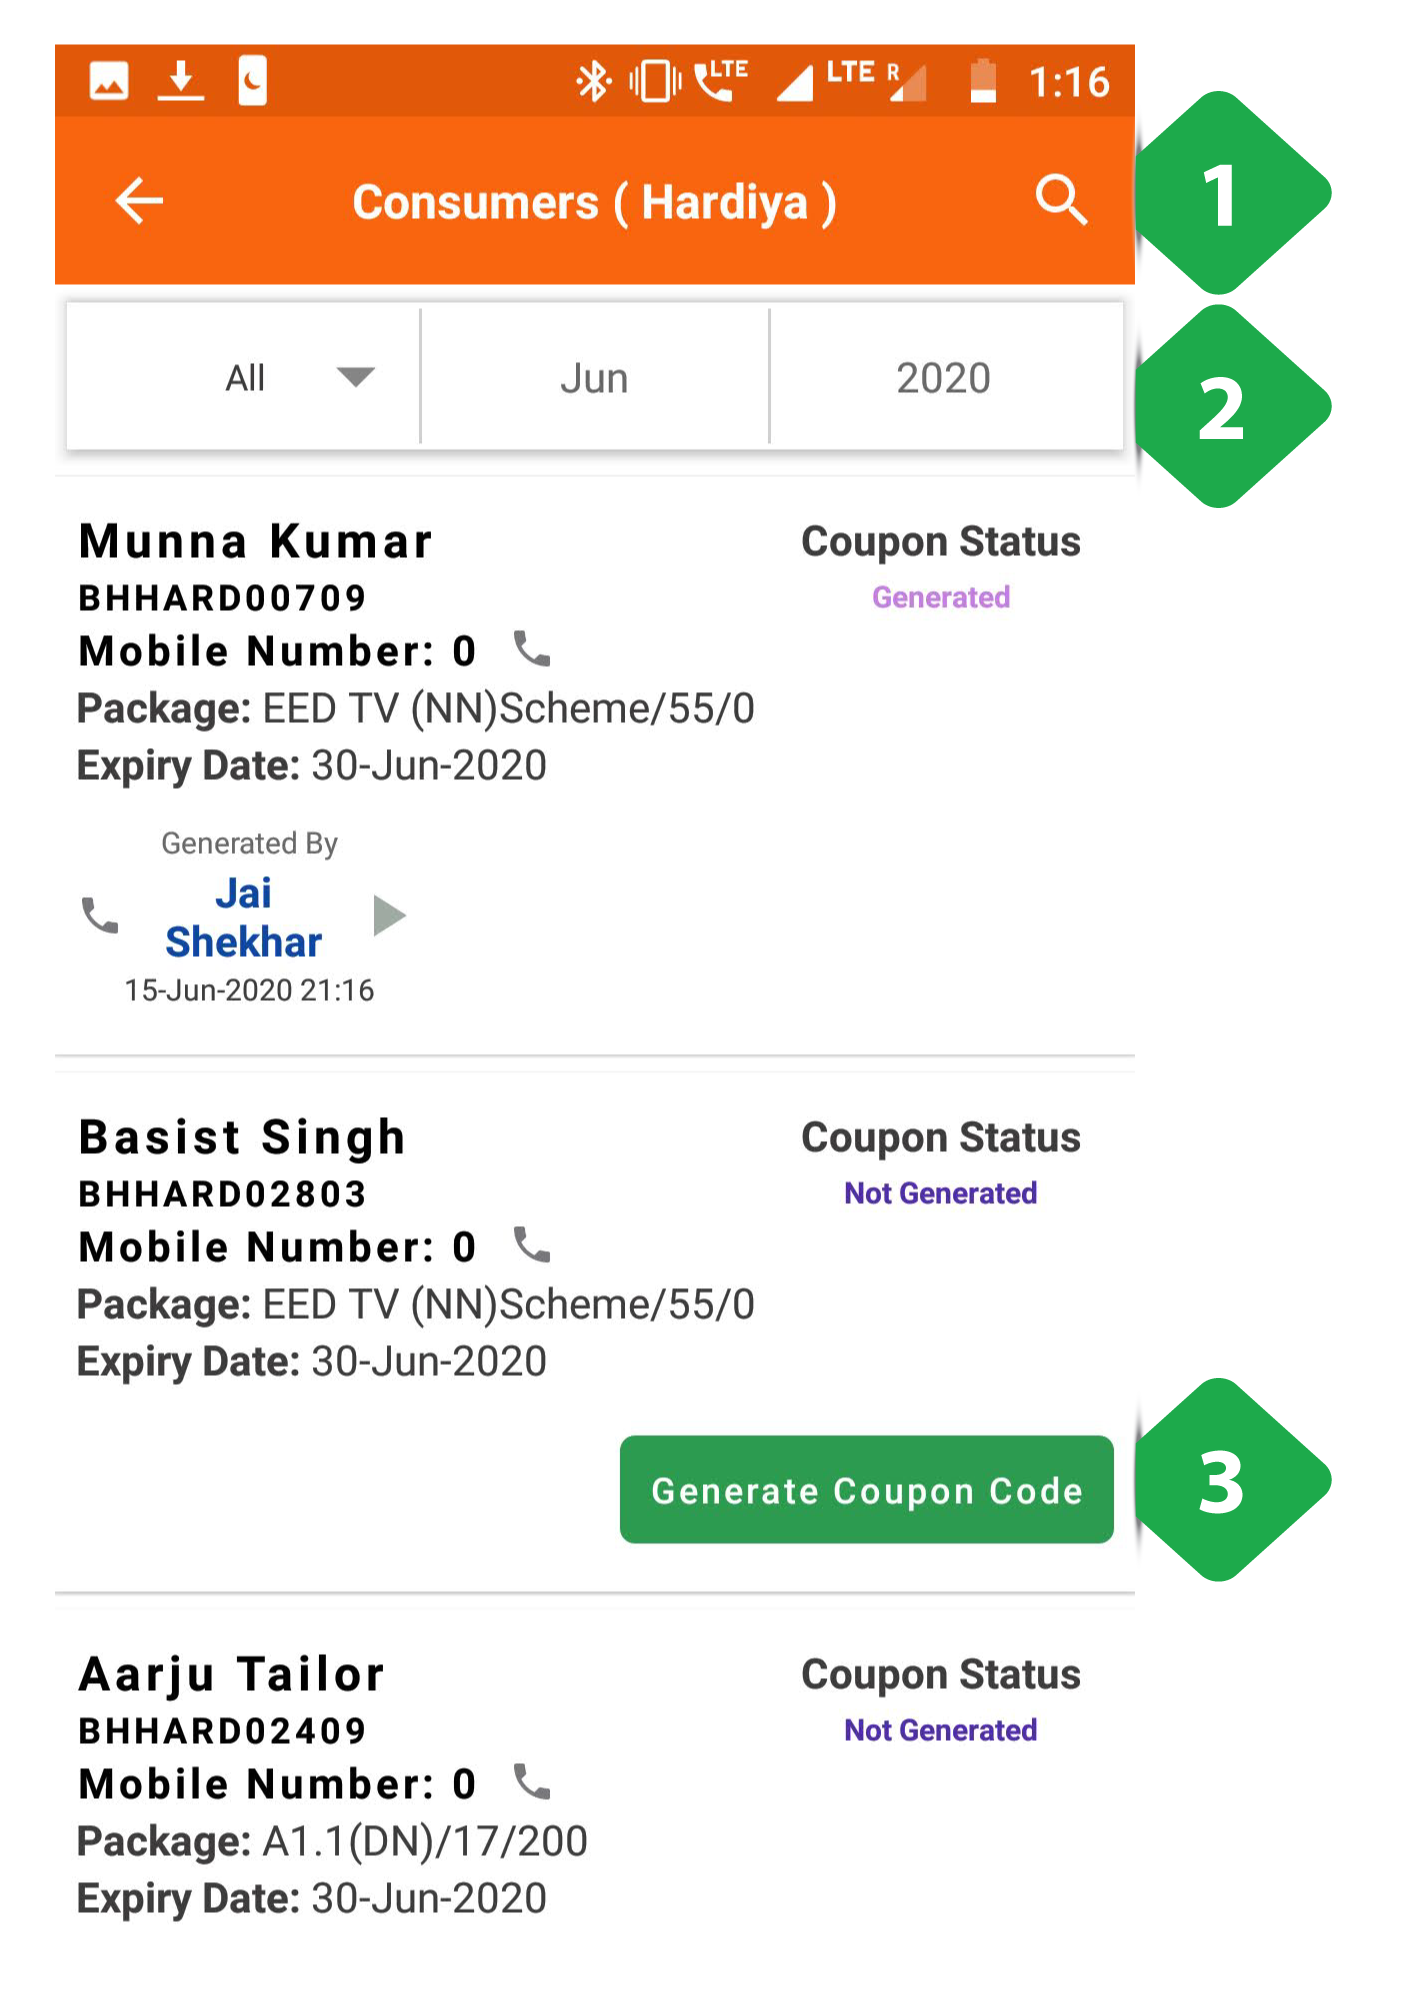 LTE LTE R 1:16
Consumers ( Hardiya )
1
All Jun 2020
2
Munna Kumar
Coupon Status
BHHARD00709
Generated
Mobile Number: 0
Package: EED TV (NN)Scheme/55/0
Expiry Date: 30-Jun-2020
Generated By
Jai
Shekhar
15-Jun-2020 21:16
Basist Singh
Coupon Status
BHHARD02803
Not Generated
Mobile Number: 0
Package: EED TV (NN)Scheme/55/0
Expiry Date: 30-Jun-2020
Generate Coupon Code
3
Aarju Tailor
Coupon Status
BHHARD02409
Not Generated
Mobile Number: 0
Package: A1.1(DN)/17/200
Expiry Date: 30-Jun-2020